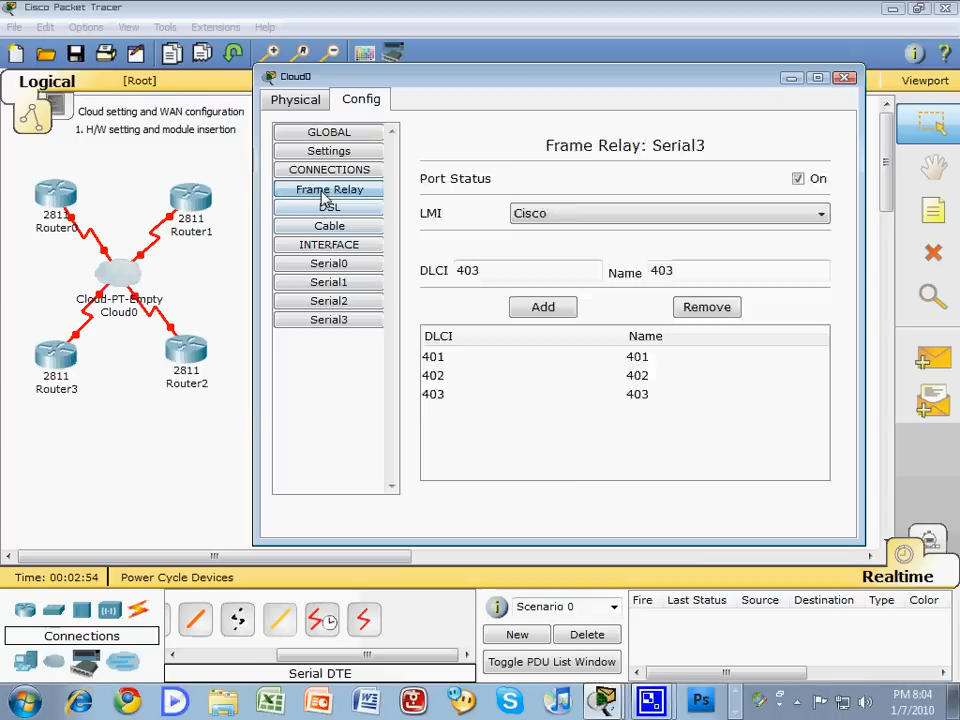 Cisco Packet Tracer
File Edit Options View Tools Extensions Help
Logical [Root] Viewport
Cloud setting and WAN configuration
1. H/W setting and module insertion
2811
Router0
2811
Router1
Cloud-PT-Empty
Cloud0
2811
Router3
2811
Router2
Cloud0
Physical Config
GLOBAL
Settings
CONNECTIONS
Frame Relay
DSL
Cable
INTERFACE
Serial0
Serial1
Serial2
Serial3
Frame Relay: Serial3
Port Status On
LMI Cisco
DLCI 403 Name 403
Add Remove
DLCI Name
401 401
402 402
403 403
Time: 00:02:54 Power Cycle Devices Realtime
Connections
Serial DTE
Scenario 0
New Delete
Toggle PDU List Window
Fire Last Status Source Destination Type Color
PM 8:04
1/7/2010